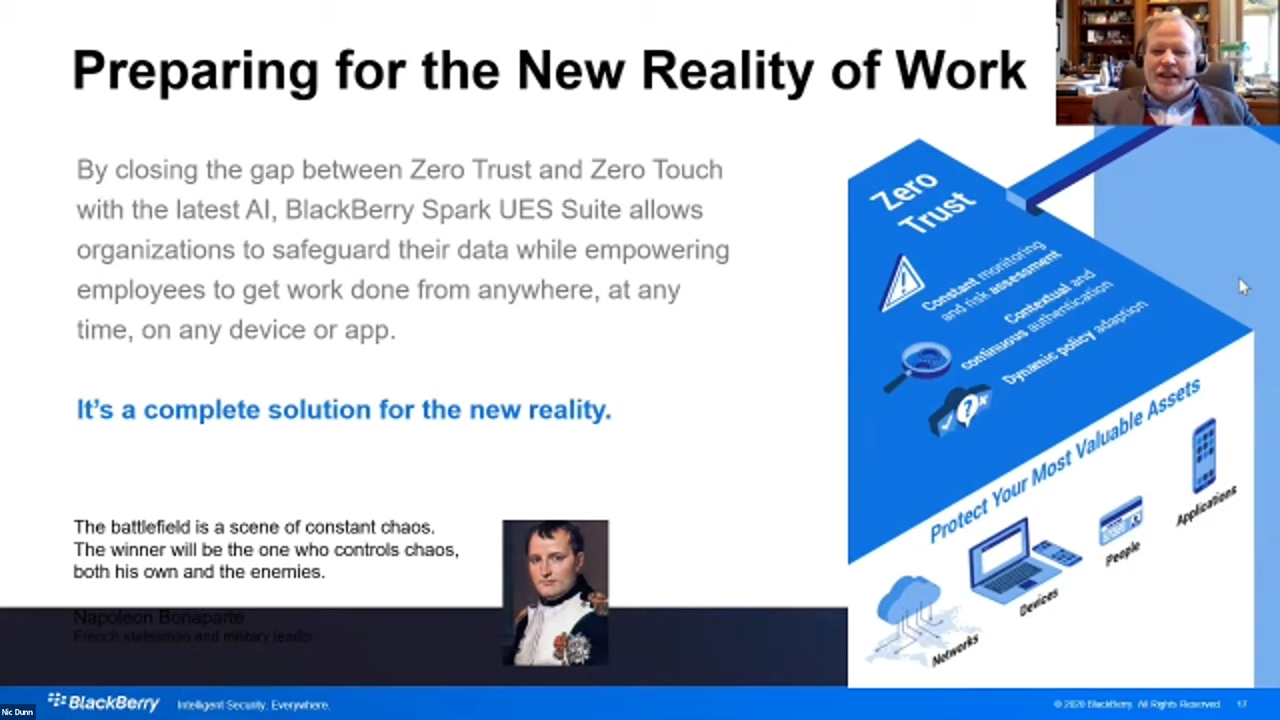 Preparing for the New Reality of Work
By closing the gap between Zero Trust and Zero Touch
with the latest AI, BlackBerry Spark UES Suite allows
organizations to safeguard their data while empowering
employees to get work done from anywhere, at any
time, on any device or app.
It's a complete solution for the new reality.
The battlefield is a scene of constant chaos.
The winner will be the one who controls chaos,
both his own and the enemies.
Napoleon Bonaparte
French statesman and military leader
Zero
Trust
Constant monitoring
and risk assessment
Contextual and
continuous authentication
Dynamic policy adaption
Protect Your Most Valuable Assets
Networks
Devices
People
Applications
BlackBerry
Intelligent Security. Everywhere.
© 2020 BlackBerry. All Rights Reserved. 17
Nic Dunn